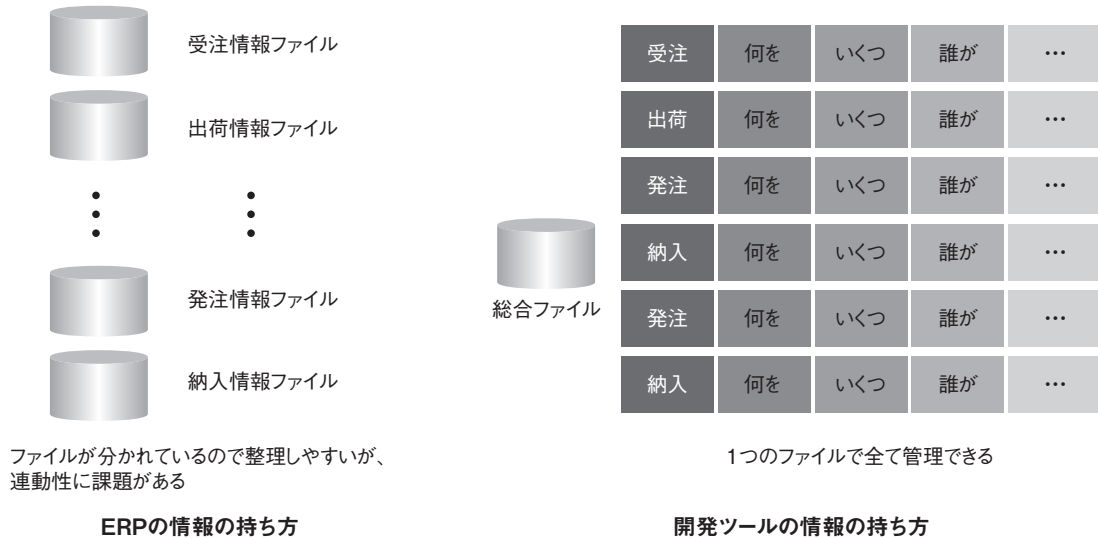 受注情報ファイル
出荷情報ファイル
発注情報ファイル
納入情報ファイル
ファイルが分かれているので整理しやすいが、
連動性に課題がある
ERPの情報の持ち方
総合ファイル
受注 何を いくつ 誰が …
出荷 何を いくつ 誰が …
発注 何を いくつ 誰が …
納入 何を いくつ 誰が …
発注 何を いくつ 誰が …
納入 何を いくつ 誰が …
1つのファイルで全て管理できる
開発ツールの情報の持ち方